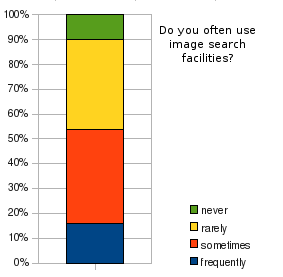 100%
90%
80%
70%
60%
50%
40%
30%
20%
10%
0%
Do you often use
image search
facilities?
never
rarely
sometimes
frequently